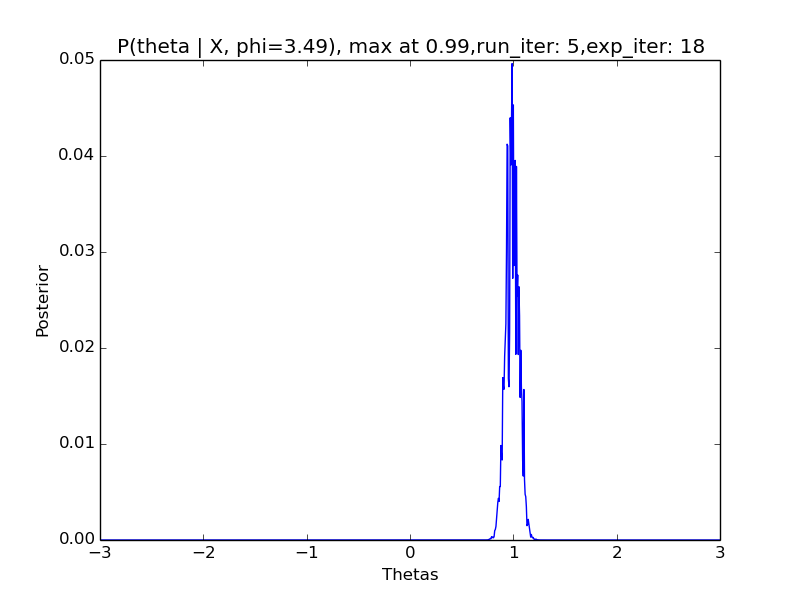 P(theta | X, phi=3.49), max at 0.99,run_iter: 5,exp_iter: 18
0.05
0.04
0.03
0.02
0.01
0.00
Posterior
−3 −2 −1 0 1 2 3
Thetas